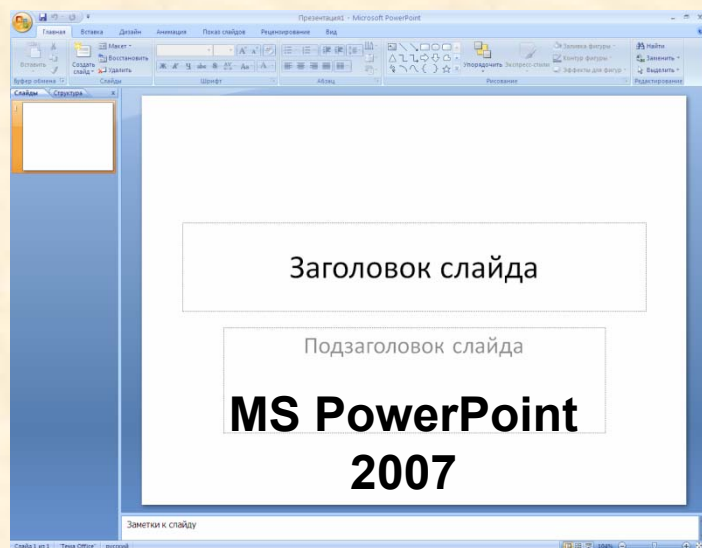 Презентация1 - Microsoft PowerPoint
Главная Вставка Дизайн Анимация Показ слайдов Рецензирование Вид
Вставить
Создать слайд
Макет
Восстановить
Удалить
Упорядочить Экспресс-стили
Заливка фигуры
Контур фигуры
Эффекты для фигур
Найти
Заменить
Выделить
Буфер обмена Слайды Шрифт Абзац Рисование Редактирование
Слайды Структура
1
Заголовок слайда
Подзаголовок слайда
MS PowerPoint
2007
Заметки к слайду
Слайд 1 из 1 "Тема Office" русский
104%